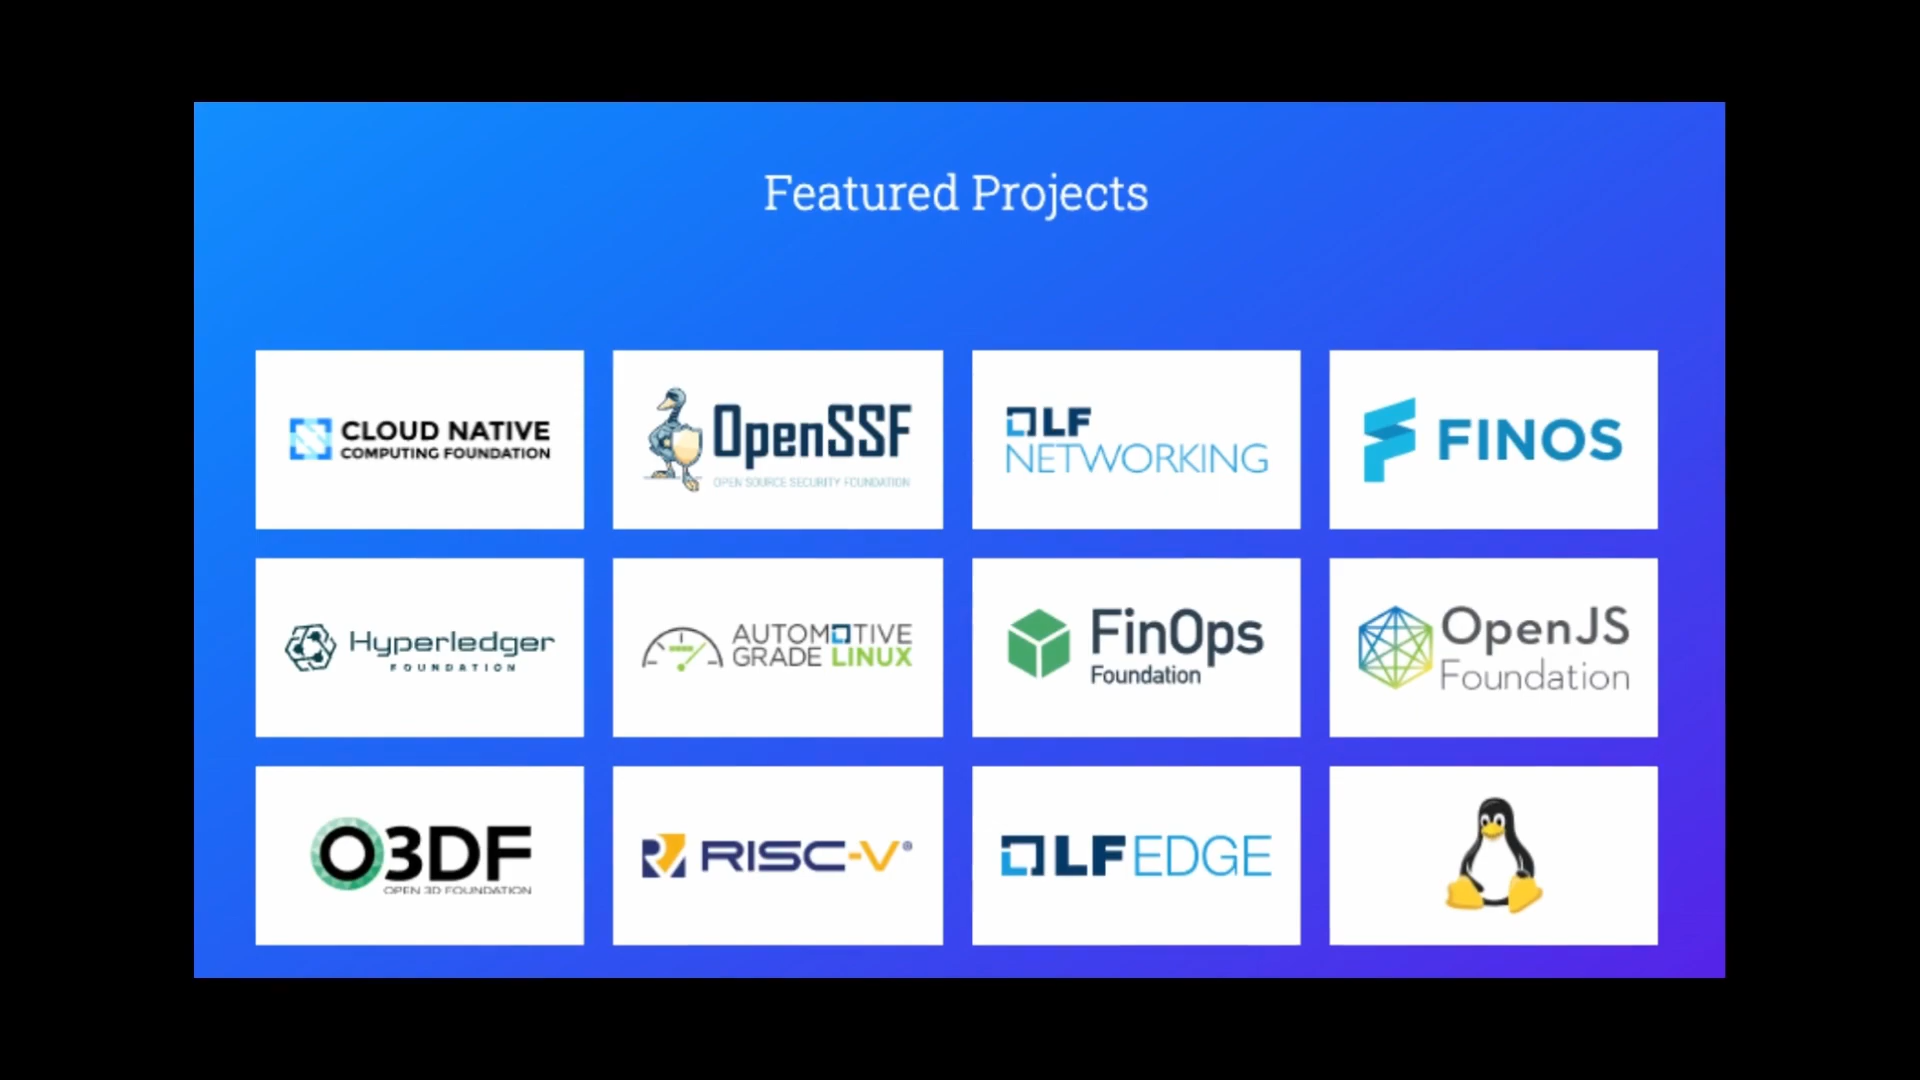 Featured Projects
CLOUD NATIVE
COMPUTING FOUNDATION
OpenSSF
OPEN SOURCE SECURITY FOUNDATION
LF
NETWORKING
FINOS
Hyperledger
FOUNDATION
AUTOMOTIVE
GRADE LINUX
FinOps
Foundation
OpenJS
Foundation
O3DF
OPEN 3D FOUNDATION
RISC-V®
LF EDGE